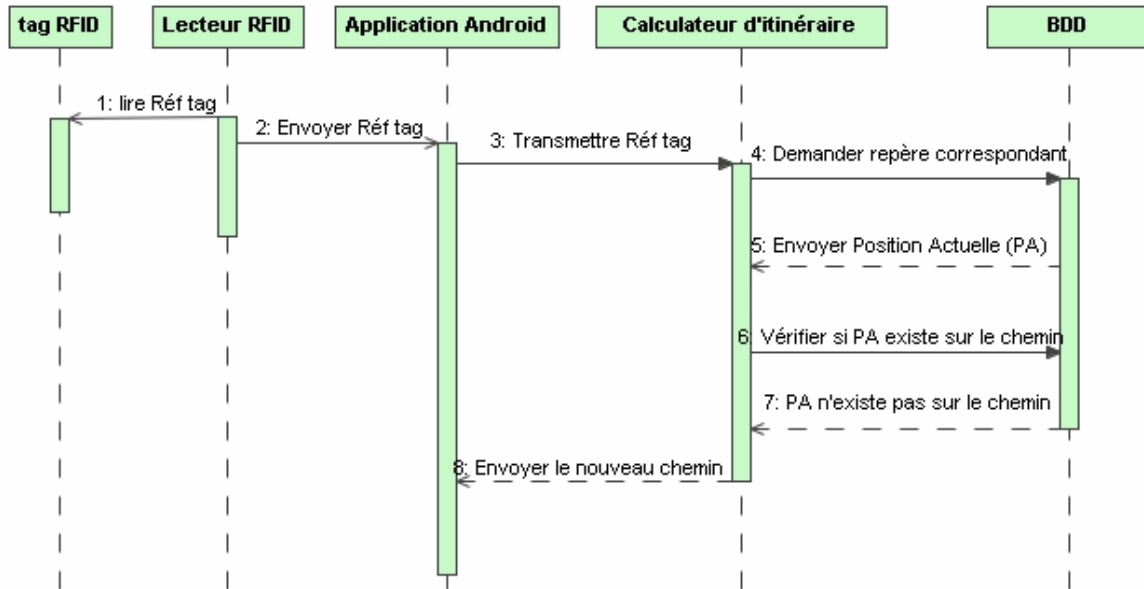 tag RFID
Lecteur RFID
Application Android
Calculateur d'itinéraire
BDD
1: lire Réf tag
2: Envoyer Réf tag
3: Transmettre Réf tag
4: Demander repère correspondant
5: Envoyer Position Actuelle (PA)
6: Vérifier si PA existe sur le chemin
7: PA n'existe pas sur le chemin
8: Envoyer le nouveau chemin